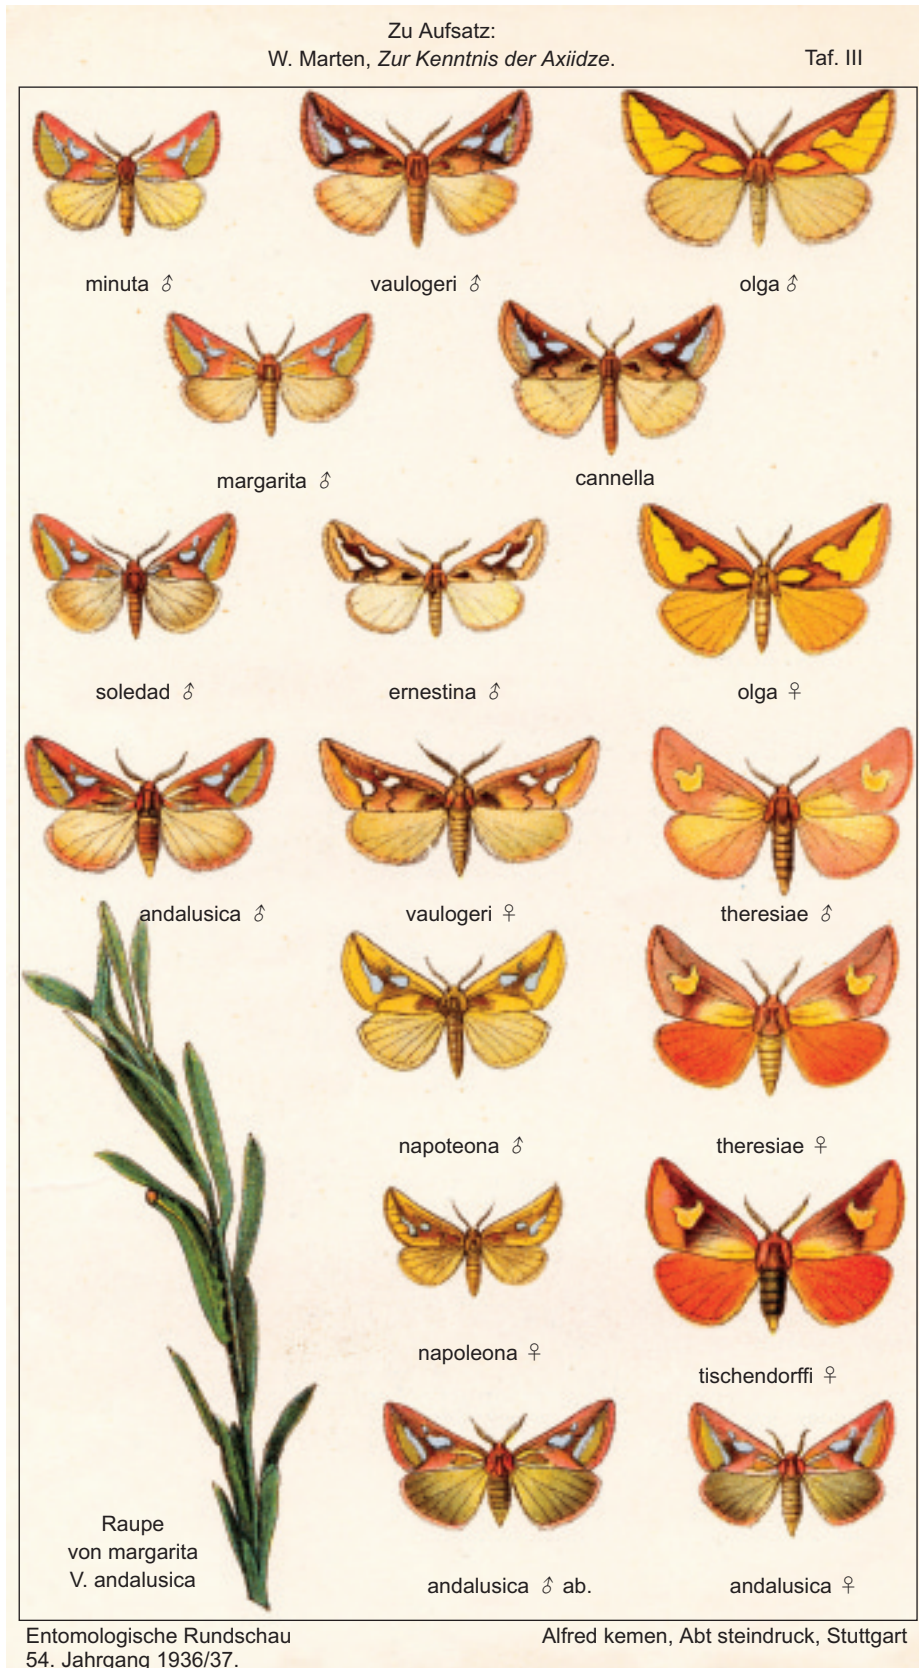 Zu Aufsatz:
W. Marten, Zur Kenntnis der Axiidze.
Taf. III
minuta ♂
vaulogeri ♂
olga ♂
margarita ♂
cannella
soledad ♂
ernestina ♂
olga ♀
andalusica ♂
vaulogeri ♀
theresiae ♂
napoteona ♂
theresiae ♀
napoleona ♀
tischendorffi ♀
Raupe
von margarita
V. andalusica
andalusica ♂ ab.
andalusica ♀
Entomologische Rundschau
54. Jahrgang 1936/37.
Alfred kemen, Abt steindruck, Stuttgart